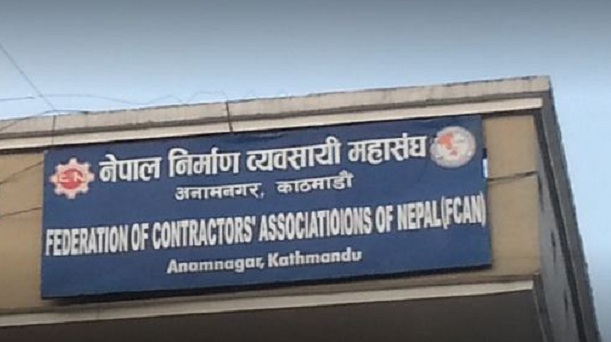 नेपाल निर्माण व्यवसायी महासंघ
अनामनगर, काठमाडौं
FEDERATION OF CONTRACTORS' ASSOCIATIOIONS OF NEPAL(FCAN)
Anamnagar, Kathmandu